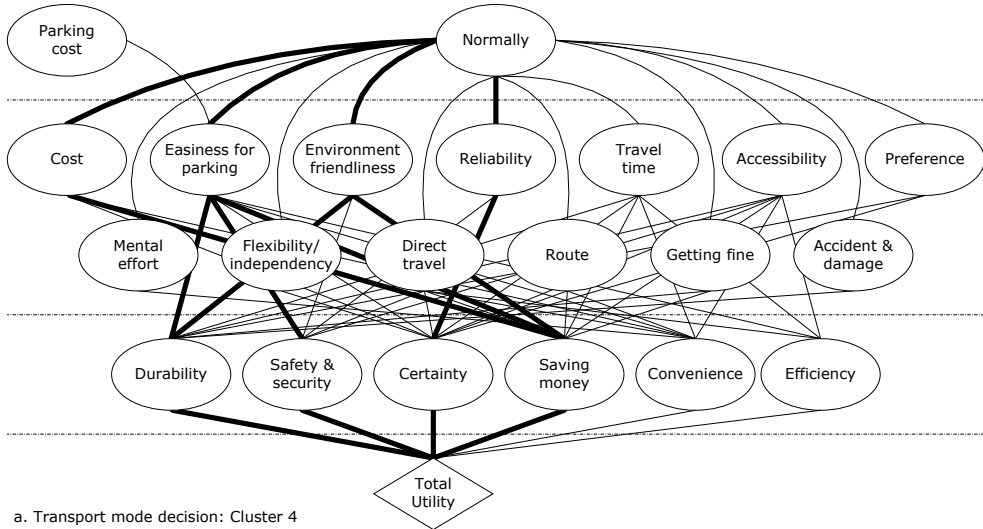 Parking
cost
Normally
Cost
Easiness for
parking
Environment
friendliness
Reliability
Travel
time
Accessibility
Preference
Mental
effort
Flexibility/
independency
Direct
travel
Route
Getting fine
Accident &
damage
Durability
Safety &
security
Certainty
Saving
money
Convenience
Efficiency
Total
Utility
a. Transport mode decision: Cluster 4